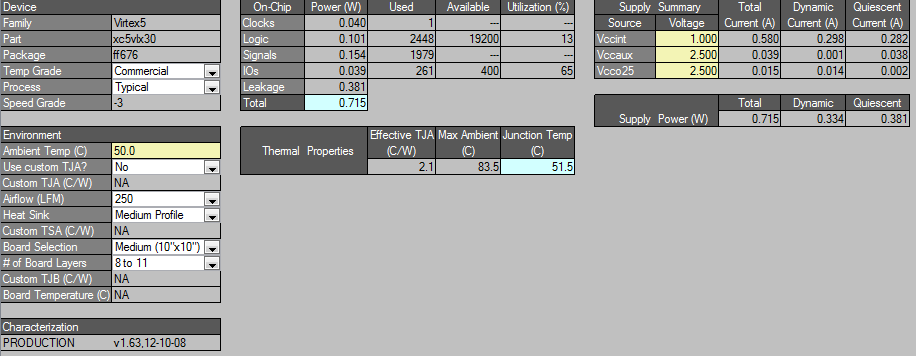 Device
Family Virtex5
Part xc5vlx30
Package ff676
Temp Grade Commercial
Process Typical
Speed Grade -3
Environment
Ambient Temp (C) 50.0
Use custom TJA? No
Custom TJA (C/W) NA
Airflow (LFM) 250
Heat Sink Medium Profile
Custom TSA (C/W) NA
Board Selection Medium (10"x10")
# of Board Layers 8 to 11
Custom TJB (C/W) NA
Board Temperature (C) NA
Characterization
PRODUCTION v1.63,12-10-08
On-Chip Power (W) Used Available Utilization (%)
Clocks 0.040 1 --- ---
Logic 0.101 2448 19200 13
Signals 0.154 1979 --- ---
IOs 0.039 261 400 65
Leakage 0.381
Total 0.715
Effective TJA Max Ambient Junction Temp
Thermal Properties (C/W) (C) (C)
2.1 83.5 51.5
Supply Summary Total Dynamic Quiescent
Source Voltage Current (A) Current (A) Current (A)
Vccint 1.000 0.580 0.298 0.282
Vccaux 2.500 0.039 0.001 0.038
Vcco25 2.500 0.015 0.014 0.002
Total Dynamic Quiescent
Supply Power (W) 0.715 0.334 0.381